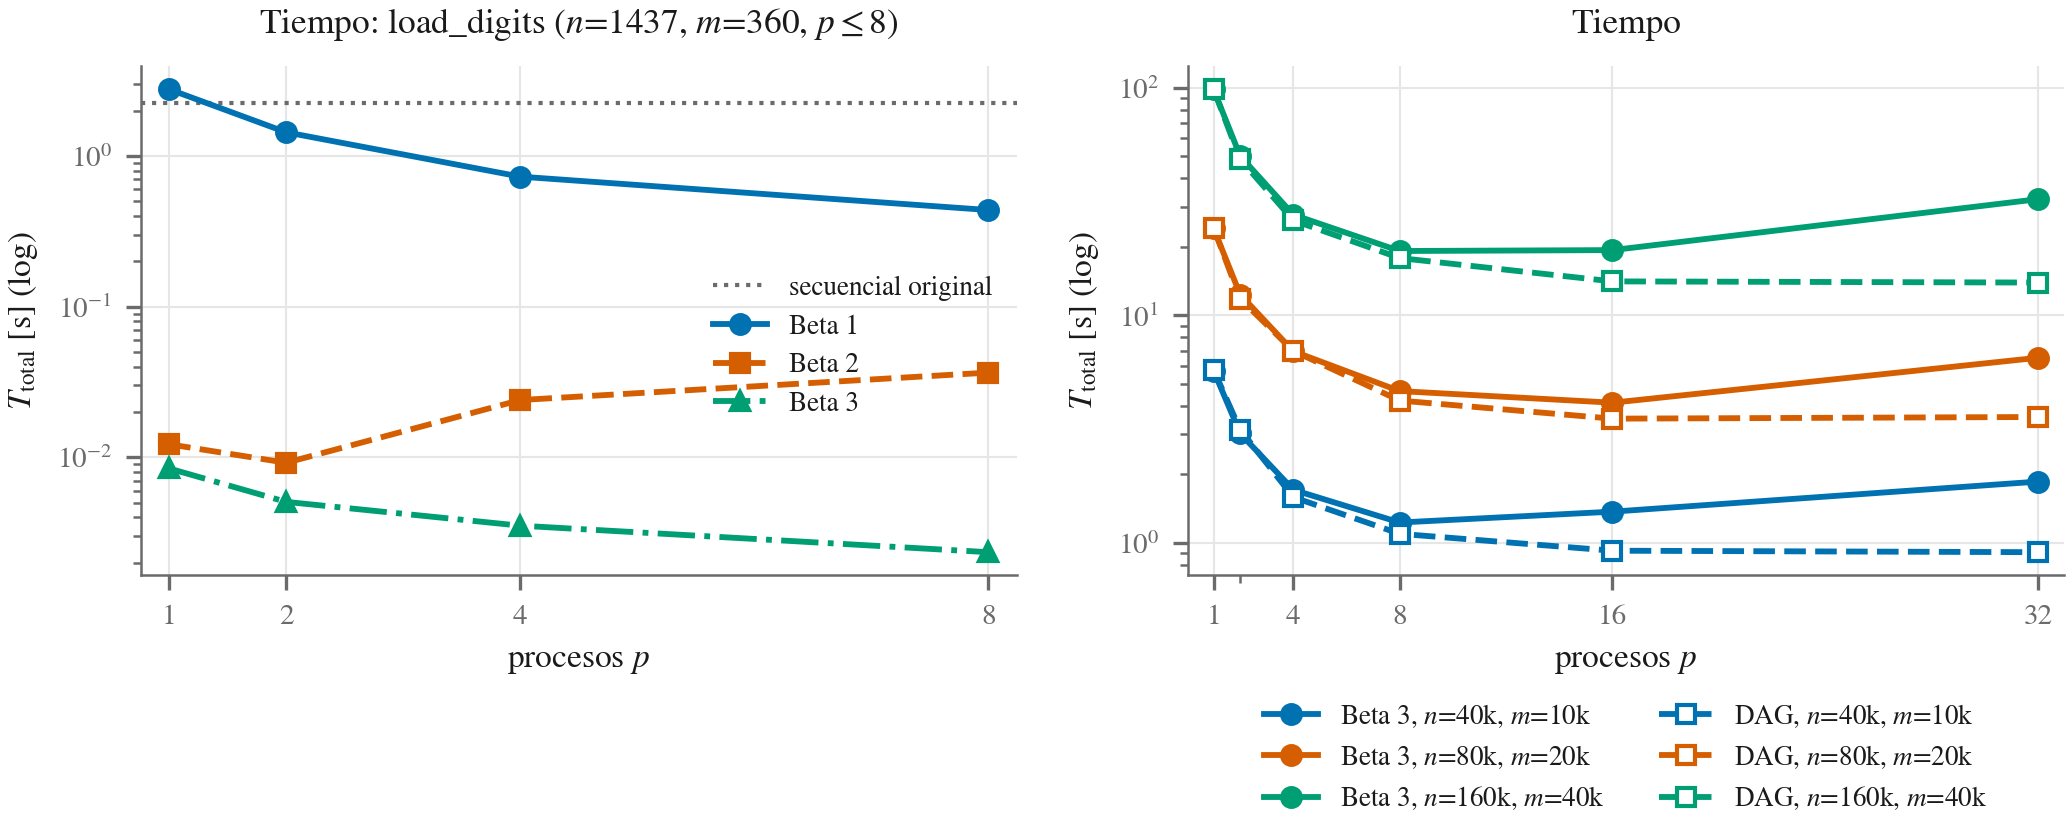 Tiempo: load_digits (n=1437, m=360, p ≤ 8)
T_total [s] (log)
10^0
10^−1
10^−2
secuencial original
Beta 1
Beta 2
Beta 3
1 2 4 8
procesos p
Tiempo
T_total [s] (log)
10^2
10^1
10^0
1 4 8 16 32
procesos p
Beta 3, n=40k, m=10k
Beta 3, n=80k, m=20k
Beta 3, n=160k, m=40k
DAG, n=40k, m=10k
DAG, n=80k, m=20k
DAG, n=160k, m=40k